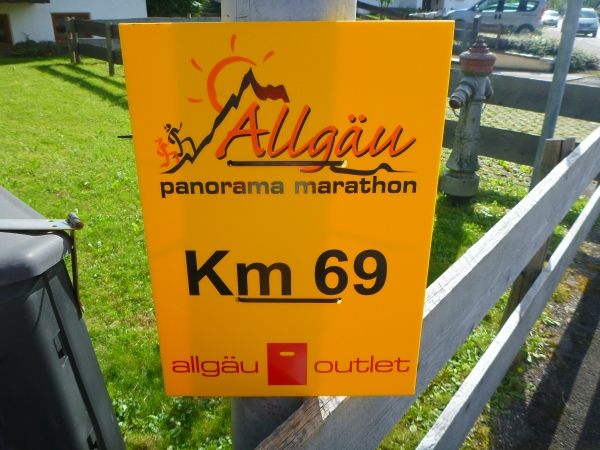 Allgäu
panorama marathon
Km 69
allgäu outlet